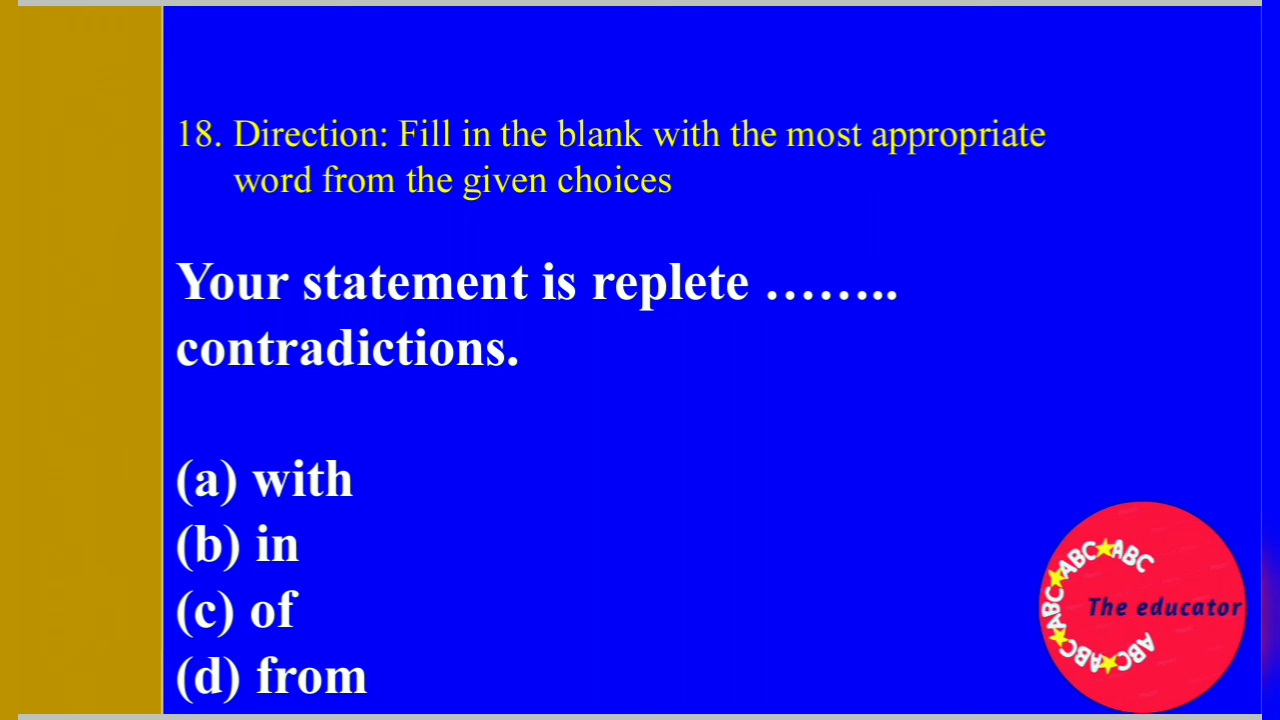 18. Direction: Fill in the blank with the most appropriate
word from the given choices
Your statement is replete ……..
contradictions.
(a) with
(b) in
(c) of
(d) from
ABC★ABC★ABC★ABC★ABC
The educator